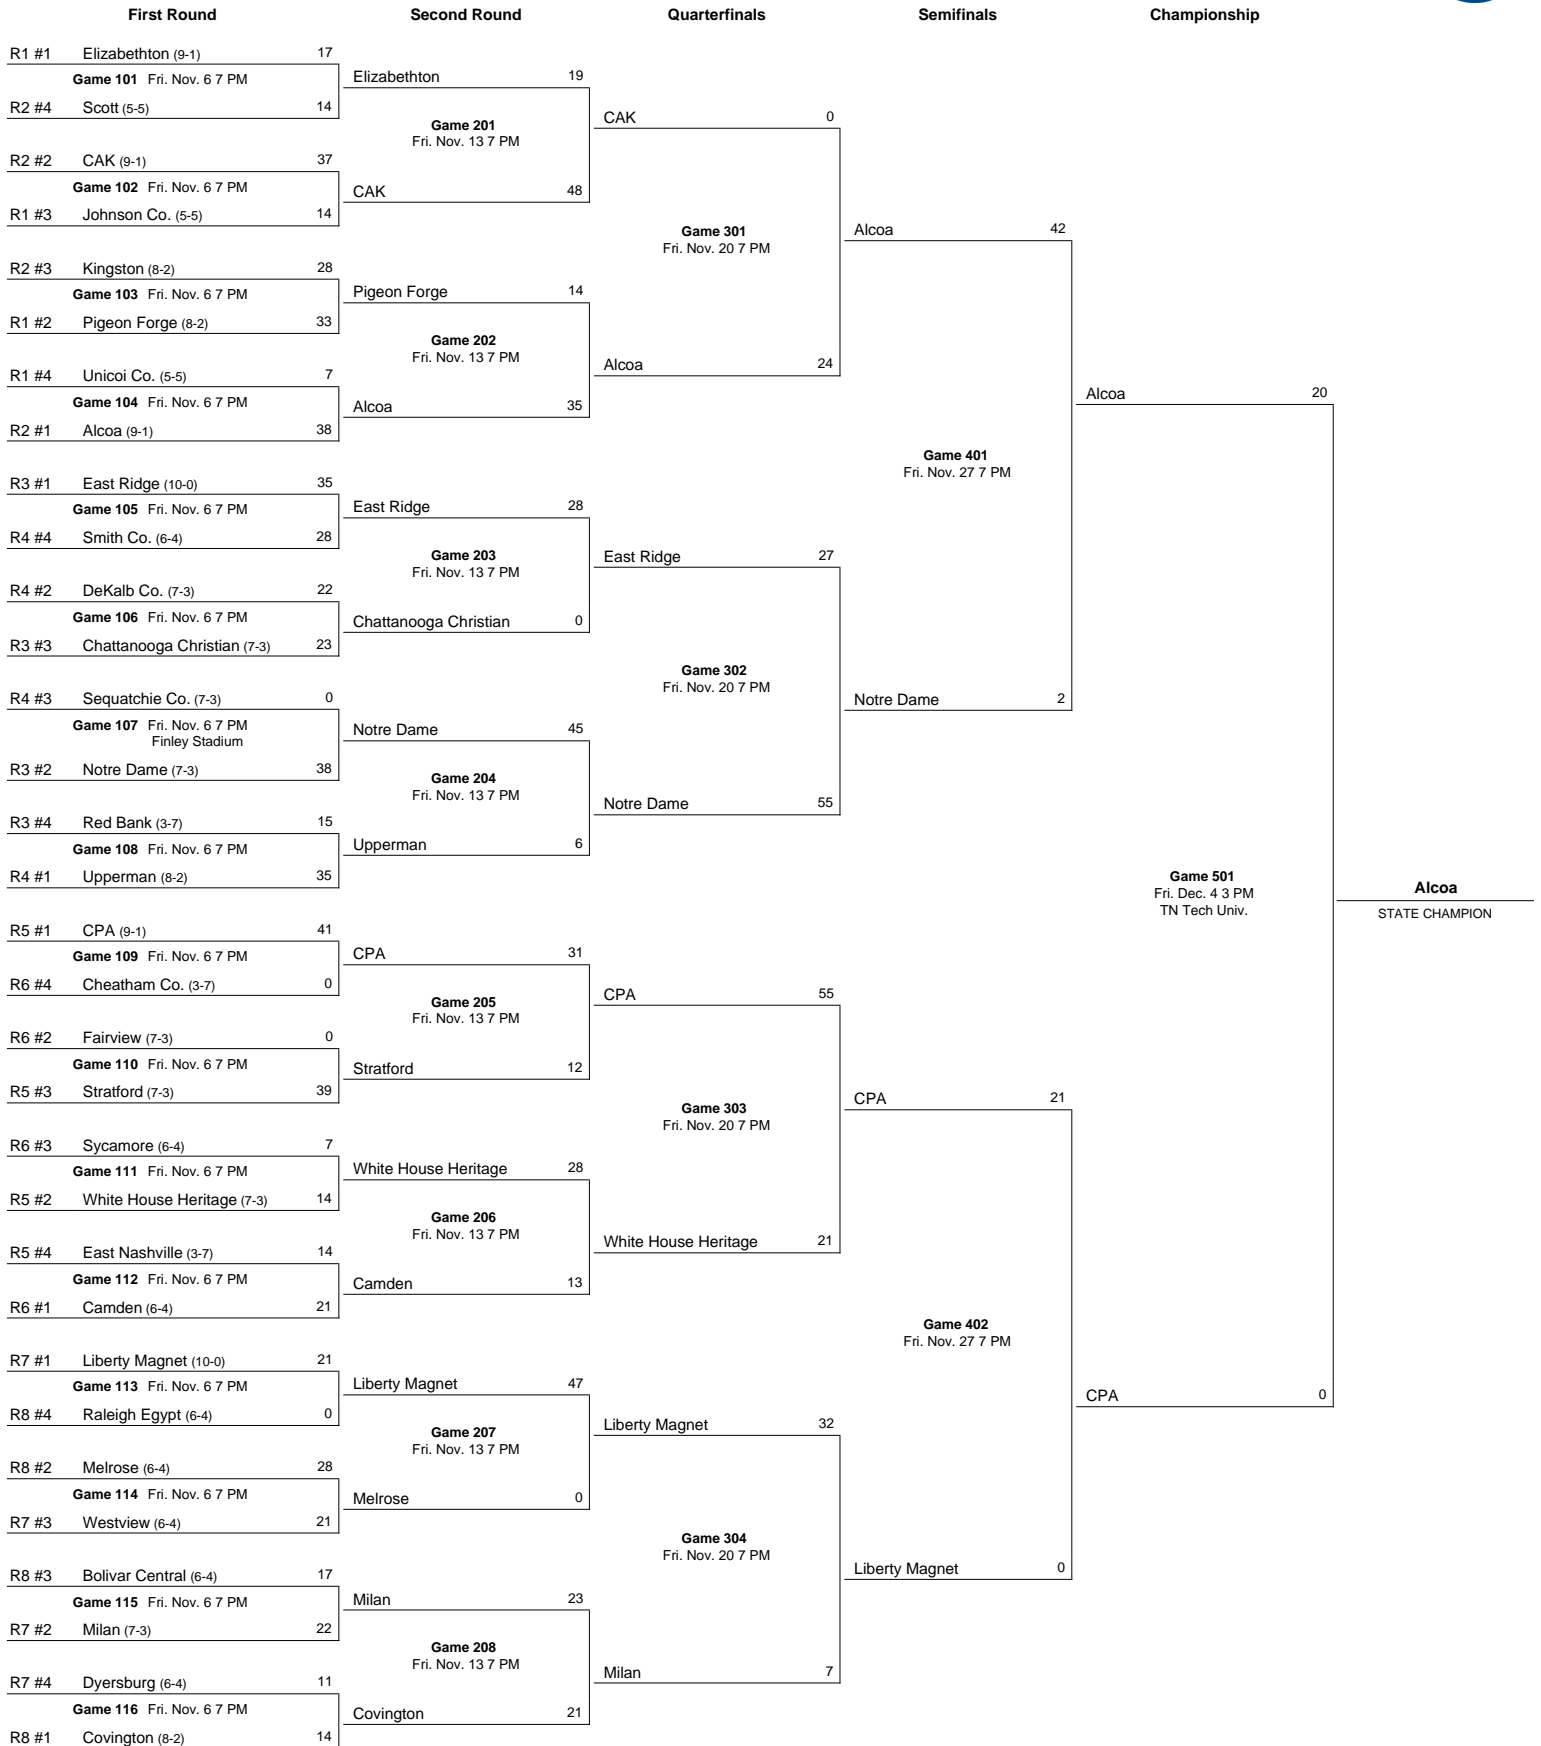 First Round Second Round Quarterfinals Semifinals Championship
R1 #1 Elizabethton (9-1) 17
Game 101 Fri. Nov. 6 7 PM
R2 #4 Scott (5-5) 14
R2 #2 CAK (9-1) 37
Game 102 Fri. Nov. 6 7 PM
R1 #3 Johnson Co. (5-5) 14
R2 #3 Kingston (8-2) 28
Game 103 Fri. Nov. 6 7 PM
R1 #2 Pigeon Forge (8-2) 33
R1 #4 Unicoi Co. (5-5) 7
Game 104 Fri. Nov. 6 7 PM
R2 #1 Alcoa (9-1) 38
R3 #1 East Ridge (10-0) 35
Game 105 Fri. Nov. 6 7 PM
R4 #4 Smith Co. (6-4) 28
R4 #2 DeKalb Co. (7-3) 22
Game 106 Fri. Nov. 6 7 PM
R3 #3 Chattanooga Christian (7-3) 23
R4 #3 Sequatchie Co. (7-3) 0
Game 107 Fri. Nov. 6 7 PM
Finley Stadium
R3 #2 Notre Dame (7-3) 38
R3 #4 Red Bank (3-7) 15
Game 108 Fri. Nov. 6 7 PM
R4 #1 Upperman (8-2) 35
R5 #1 CPA (9-1) 41
Game 109 Fri. Nov. 6 7 PM
R6 #4 Cheatham Co. (3-7) 0
R6 #2 Fairview (7-3) 0
Game 110 Fri. Nov. 6 7 PM
R5 #3 Stratford (7-3) 39
R6 #3 Sycamore (6-4) 7
Game 111 Fri. Nov. 6 7 PM
R5 #2 White House Heritage (7-3) 14
R5 #4 East Nashville (3-7) 14
Game 112 Fri. Nov. 6 7 PM
R6 #1 Camden (6-4) 21
R7 #1 Liberty Magnet (10-0) 21
Game 113 Fri. Nov. 6 7 PM
R8 #4 Raleigh Egypt (6-4) 0
R8 #2 Melrose (6-4) 28
Game 114 Fri. Nov. 6 7 PM
R7 #3 Westview (6-4) 21
R8 #3 Bolivar Central (6-4) 17
Game 115 Fri. Nov. 6 7 PM
R7 #2 Milan (7-3) 22
R7 #4 Dyersburg (6-4) 11
Game 116 Fri. Nov. 6 7 PM
R8 #1 Covington (8-2) 14
Elizabethton 19
Game 201
Fri. Nov. 13 7 PM
CAK 48
Pigeon Forge 14
Game 202
Fri. Nov. 13 7 PM
Alcoa 35
East Ridge 28
Game 203
Fri. Nov. 13 7 PM
Chattanooga Christian 0
Notre Dame 45
Game 204
Fri. Nov. 13 7 PM
Upperman 6
CPA 31
Game 205
Fri. Nov. 13 7 PM
Stratford 12
White House Heritage 28
Game 206
Fri. Nov. 13 7 PM
Camden 13
Liberty Magnet 47
Game 207
Fri. Nov. 13 7 PM
Melrose 0
Milan 23
Game 208
Fri. Nov. 13 7 PM
Covington 21
CAK 0
Game 301
Fri. Nov. 20 7 PM
Alcoa 24
East Ridge 27
Game 302
Fri. Nov. 20 7 PM
Notre Dame 55
CPA 55
Game 303
Fri. Nov. 20 7 PM
White House Heritage 21
Liberty Magnet 32
Game 304
Fri. Nov. 20 7 PM
Milan 7
Alcoa 42
Game 401
Fri. Nov. 27 7 PM
Notre Dame 2
CPA 21
Game 402
Fri. Nov. 27 7 PM
Liberty Magnet 0
Alcoa 20
Game 501
Fri. Dec. 4 3 PM
TN Tech Univ.
CPA 0
Alcoa
STATE CHAMPION